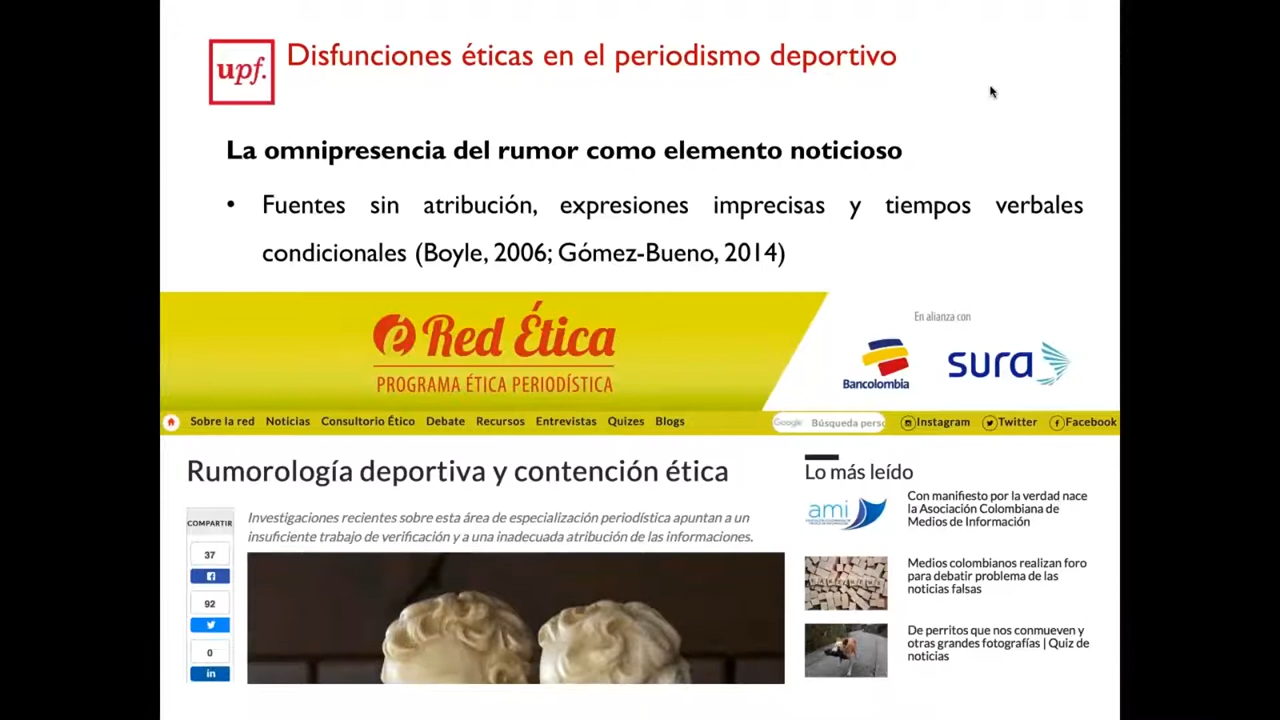 upf.
Disfunciones éticas en el periodismo deportivo
La omnipresencia del rumor como elemento noticioso
• Fuentes sin atribución, expresiones imprecisas y tiempos verbales
condicionales (Boyle, 2006; Gómez-Bueno, 2014)
é Red Ética
PROGRAMA ÉTICA PERIODÍSTICA
En alianza con
Bancolombia
sura
Sobre la red Noticias Consultorio Ético Debate Recursos Entrevistas Quizes Blogs
Google Búsqueda perso
Instagram Twitter Facebook
Rumorología deportiva y contención ética
COMPARTIR
37
92
0
in
Investigaciones recientes sobre esta área de especialización periodística apuntan a un
insuficiente trabajo de verificación y a una inadecuada atribución de las informaciones.
Lo más leído
ami
Con manifiesto por la verdad nace
la Asociación Colombiana de
Medios de Información
Medios colombianos realizan foro
para debatir problema de las
noticias falsas
De perritos que nos conmueven y
otras grandes fotografías | Quiz de
noticias